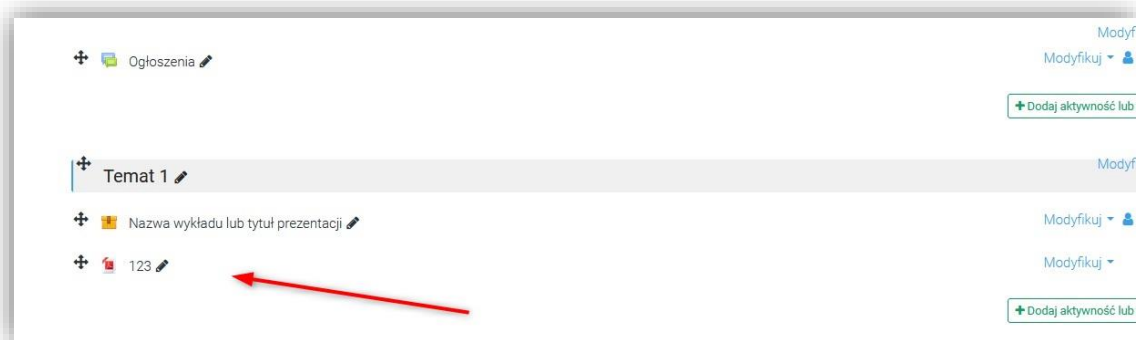 Modyf
Ogłoszenia
Modyfikuj
+ Dodaj aktywność lub
Temat 1
Modyf
Nazwa wykładu lub tytuł prezentacji
Modyfikuj
123
Modyfikuj
+ Dodaj aktywność lub